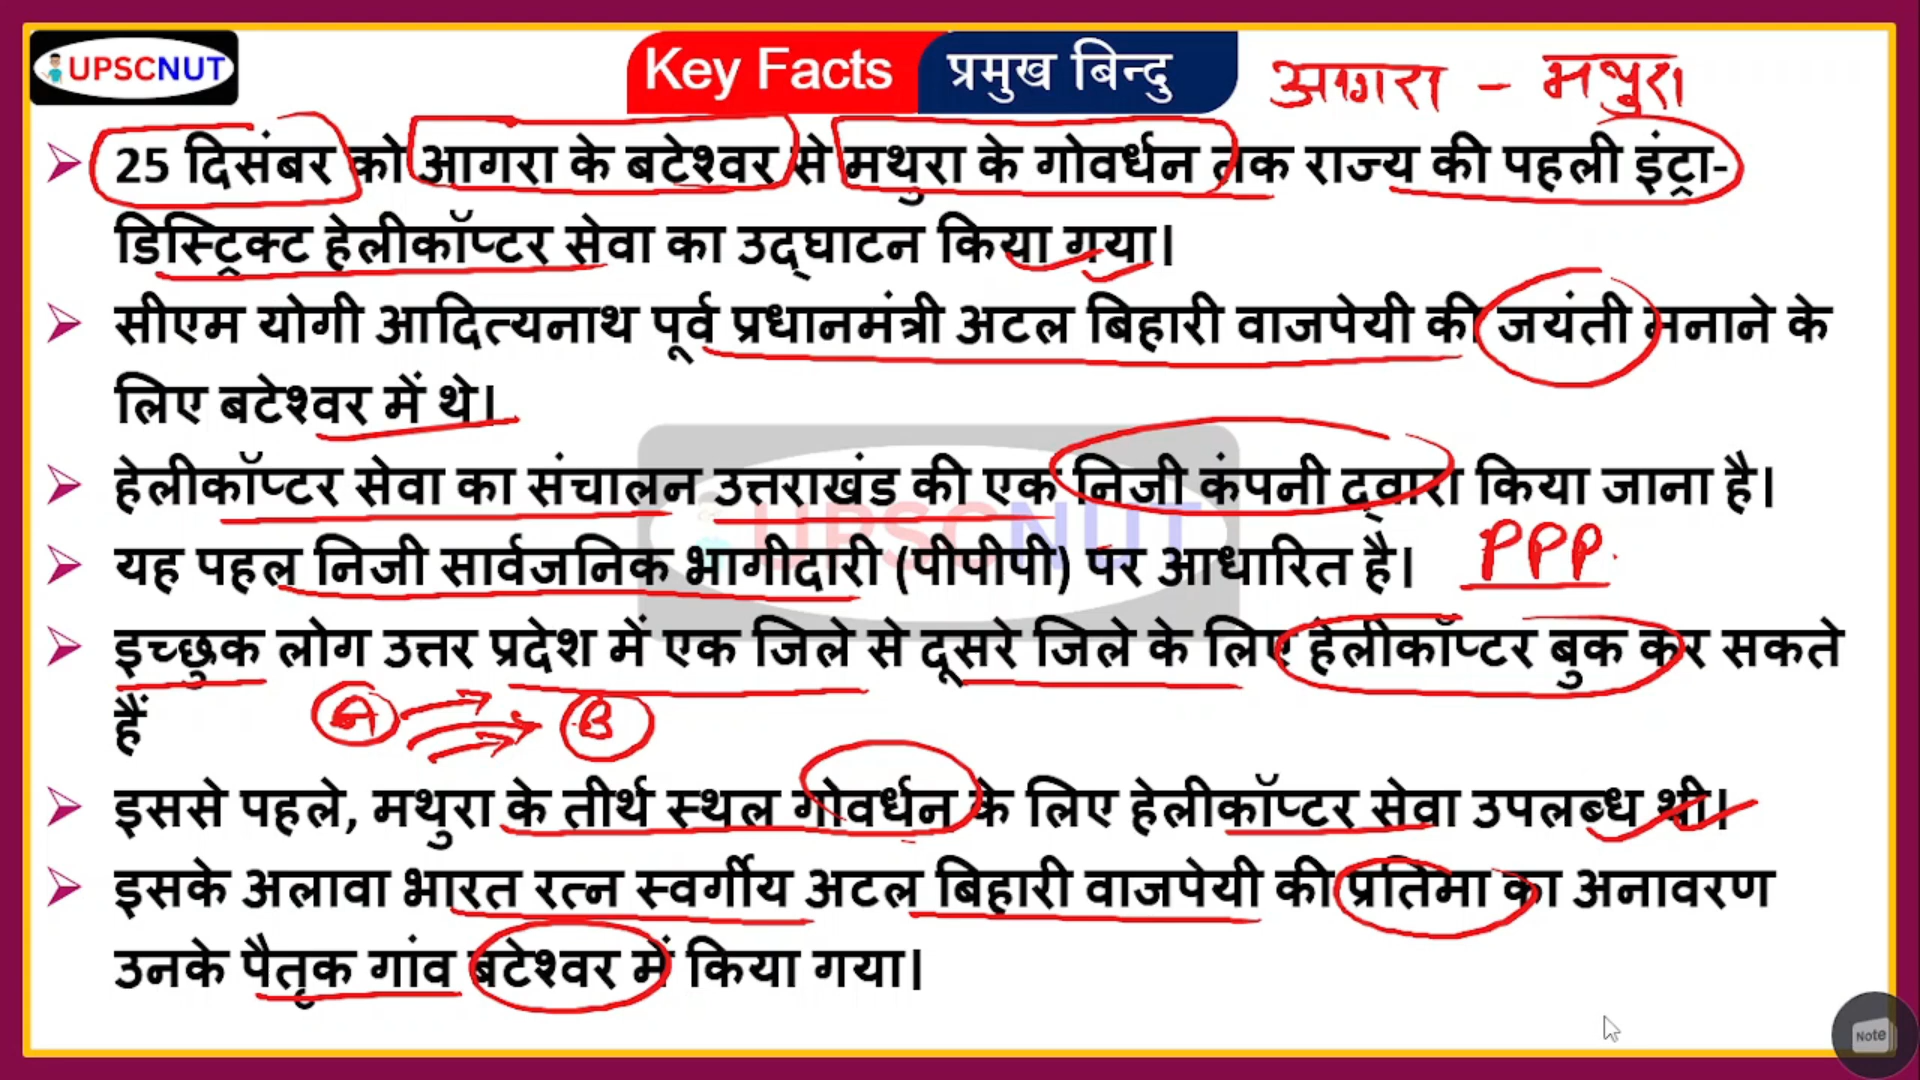 UPSCNUT
Key Facts प्रमुख बिन्दु
आगरा - मथुरा
25 दिसंबर को आगरा के बटेश्वर से मथुरा के गोवर्धन तक राज्य की पहली इंट्रा-
डिस्ट्रिक्ट हेलीकॉप्टर सेवा का उद्घाटन किया गया।
सीएम योगी आदित्यनाथ पूर्व प्रधानमंत्री अटल बिहारी वाजपेयी की जयंती मनाने के
लिए बटेश्वर में थे।
हेलीकॉप्टर सेवा का संचालन उत्तराखंड की एक निजी कंपनी द्वारा किया जाना है।
यह पहल निजी सार्वजनिक भागीदारी (पीपीपी) पर आधारित है। PPP.
इच्छुक लोग उत्तर प्रदेश में एक जिले से दूसरे जिले के लिए हेलीकॉप्टर बुक कर सकते
हैं A B
इससे पहले, मथुरा के तीर्थ स्थल गोवर्धन के लिए हेलीकॉप्टर सेवा उपलब्ध थी।
इसके अलावा भारत रत्न स्वर्गीय अटल बिहारी वाजपेयी की प्रतिमा का अनावरण
उनके पैतृक गांव बटेश्वर में किया गया।
UPSCNUT
Note